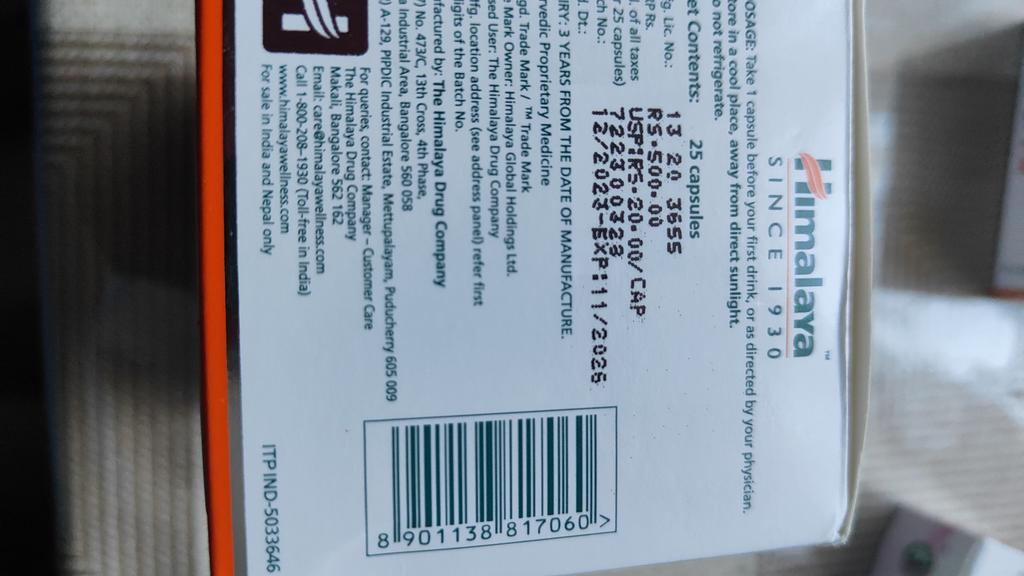 Himalaya™
SINCE 1930
OSAGE: Take 1 capsule before your first drink, or as directed by your physician.
tore in a cool place, away from direct sunlight.
o not refrigerate.
et Contents: 25 capsules
g. Lic. No.: 13 20 3655
P Rs. RS.500.00
l. of all taxes USP:RS.20.00/CAP
r 25 capsules)
ch No.: 722300323
. Dt.: 12/2023-EXP:11/2026
IRY: 3 YEARS FROM THE DATE OF MANUFACTURE.
rvedic Proprietary Medicine
gd. Trade Mark / ™ Trade Mark
e Mark Owner: Himalaya Global Holdings Ltd.
sed User: The Himalaya Drug Company
fg. location address (see address panel) refer first
ligits of the Batch No.
ufactured by: The Himalaya Drug Company
) No. 473/C, 13th Cross, 4th Phase,
a Industrial Area, Bangalore 560 058
) A-129, PIPDIC Industrial Estate, Mettupalayam, Puducherry 605 009
For queries, contact: Manager – Customer Care
The Himalaya Drug Company
Makali, Bangalore 562 162
Email: care@himalayawellness.com
Call 1-800-208-1930 (Toll-free in India)
www.himalayawellness.com
For sale in India and Nepal only
8 901138 817060 >
ITP IND-5033646